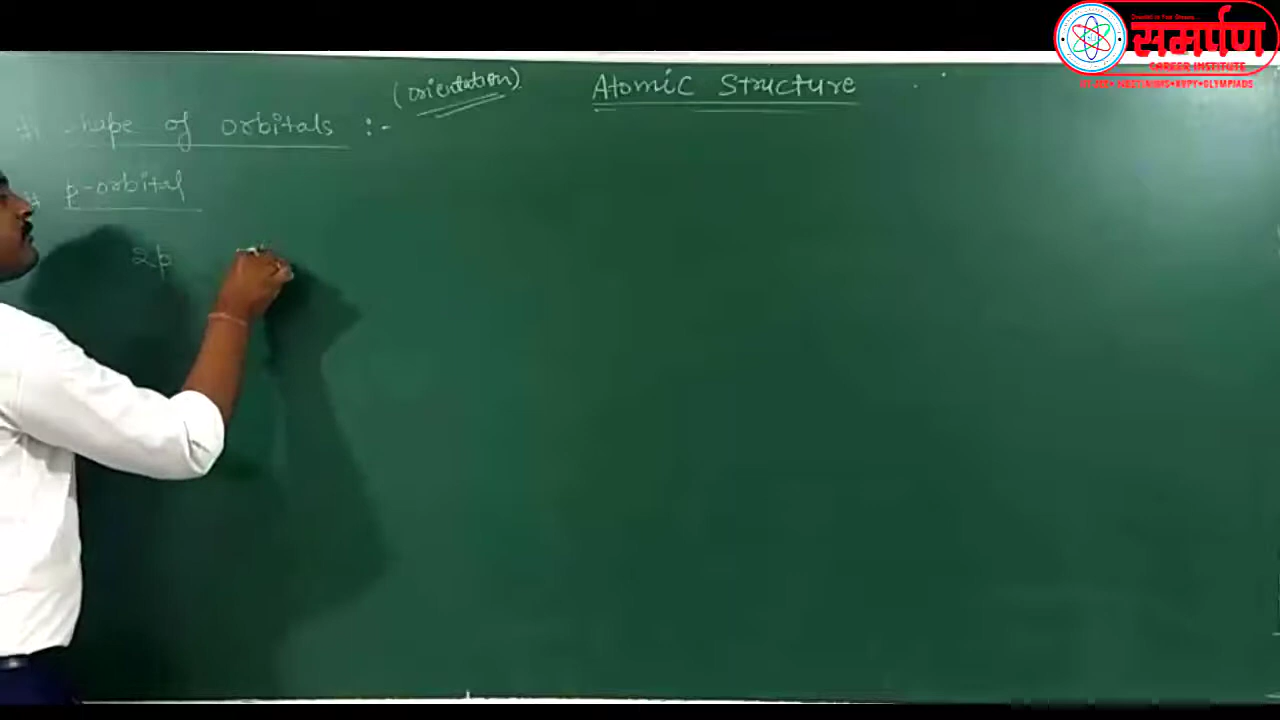 समर्पण
CAREER INSTITUTE
(orientation)
Atomic Structure
shape of orbitals :-
p-orbital
2p